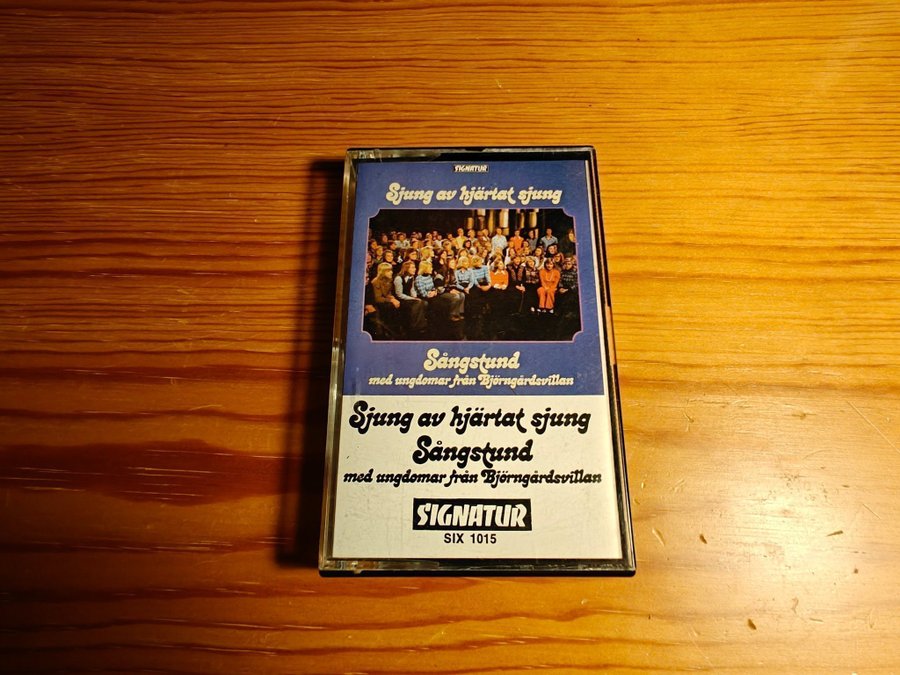 SIGNATUR
Sjung av hjärtat sjung
Sångstund
med ungdomar från Björngårdsvillan
Sjung av hjärtat sjung
Sångstund
med ungdomar från Björngårdsvillan
SIGNATUR
SIX 1015